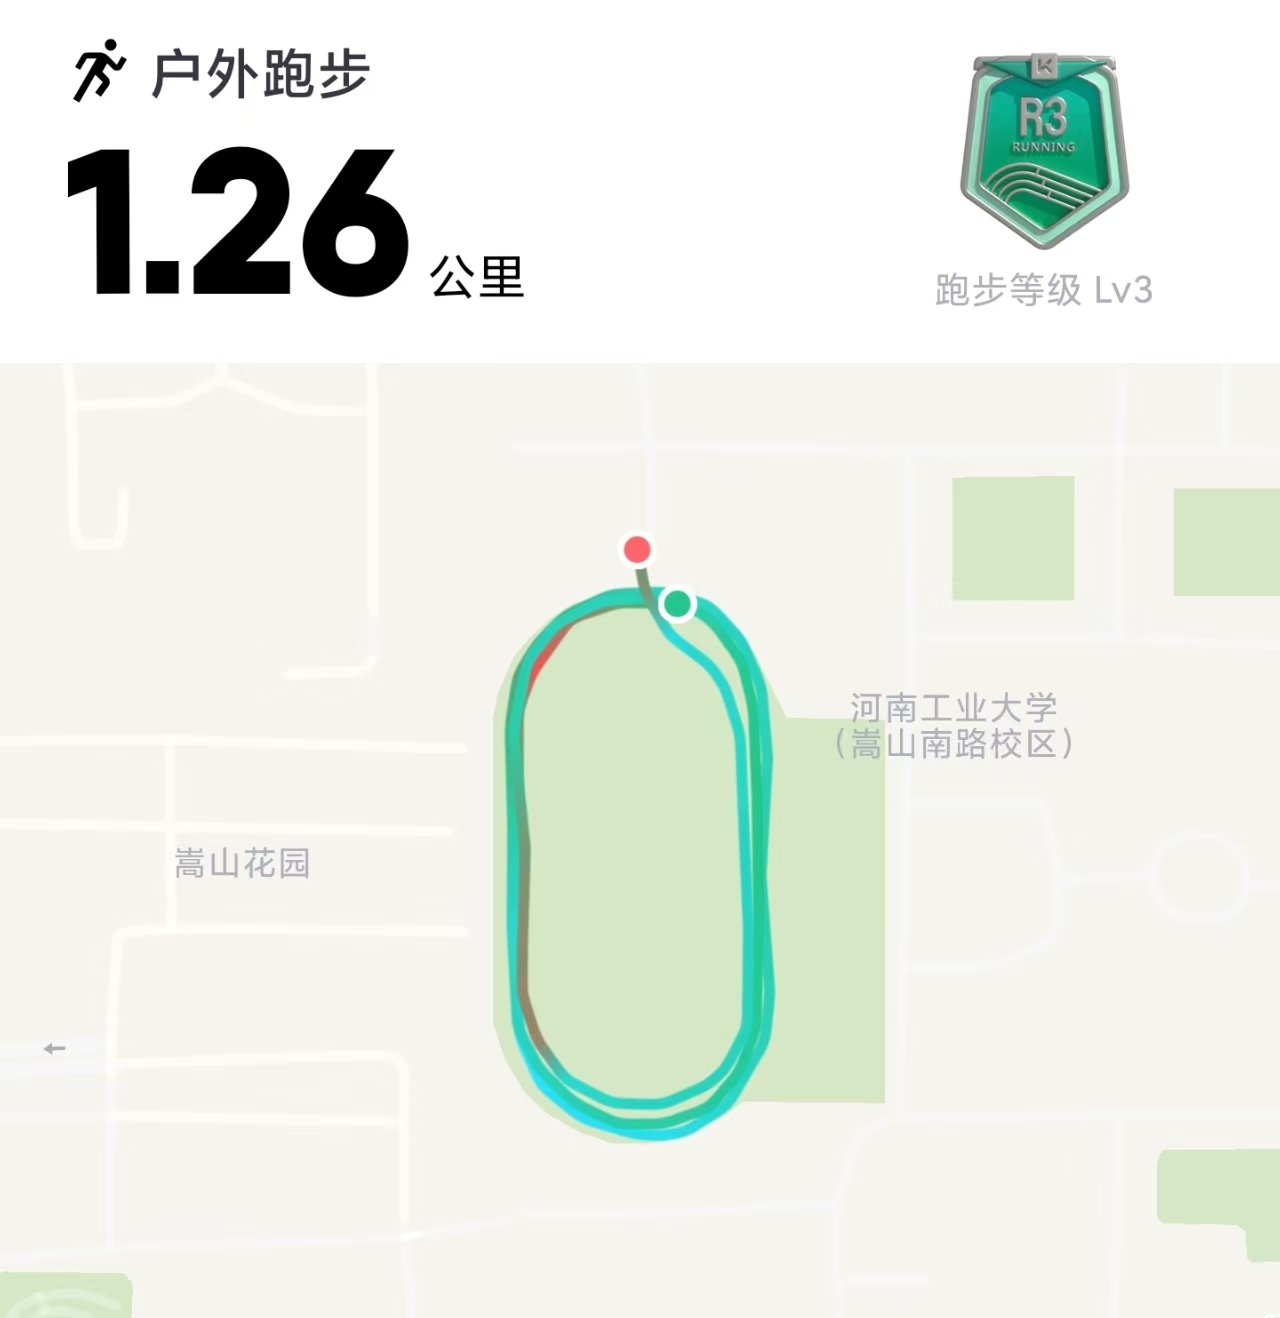 户外跑步
1.26 公里
K
R3
RUNNING
跑步等级 Lv3
河南工业大学
（嵩山南路校区）
嵩山花园